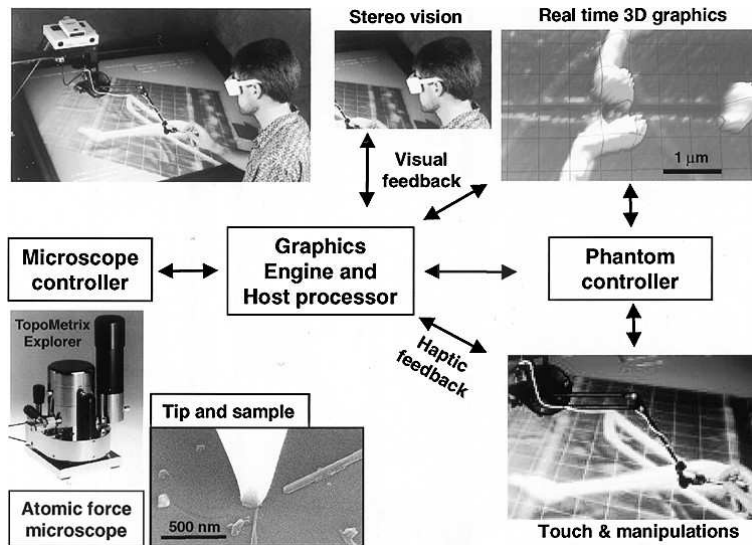 Stereo vision
Real time 3D graphics
Visual
feedback
1 μm
Microscope
controller
Graphics
Engine and
Host processor
Phantom
controller
TopoMetrix
Explorer
Haptic
feedback
Tip and sample
500 nm
Atomic force
microscope
Touch & manipulations